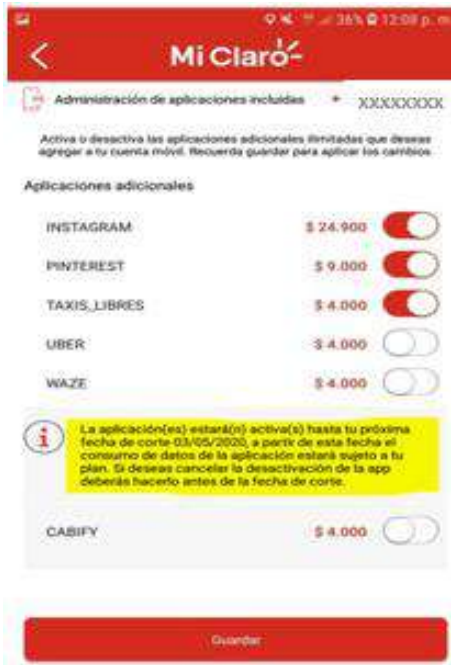 36% 12:08 p. m
Mi Claro
Administración de aplicaciones incluidas XXXXXXXX
Activa o desactiva las aplicaciones adicionales ilimitadas que deseas
agregar a tu cuenta móvil. Recuerda guardar para aplicar los cambios
Aplicaciones adicionales
INSTAGRAM $ 24.900
PINTEREST $ 9.000
TAXIS_LIBRES $ 4.000
UBER $ 4.000
WAZE $ 4.000
La aplicación(es) estará(n) activa(s) hasta tu próxima
fecha de corte 03/05/2020, a partir de esta fecha el
consumo de datos de la aplicación estará sujeto a tu
plan. Si deseas cancelar la desactivación de la app
deberás hacerlo antes de la fecha de corte.
CABIFY $ 4.000
Guardar